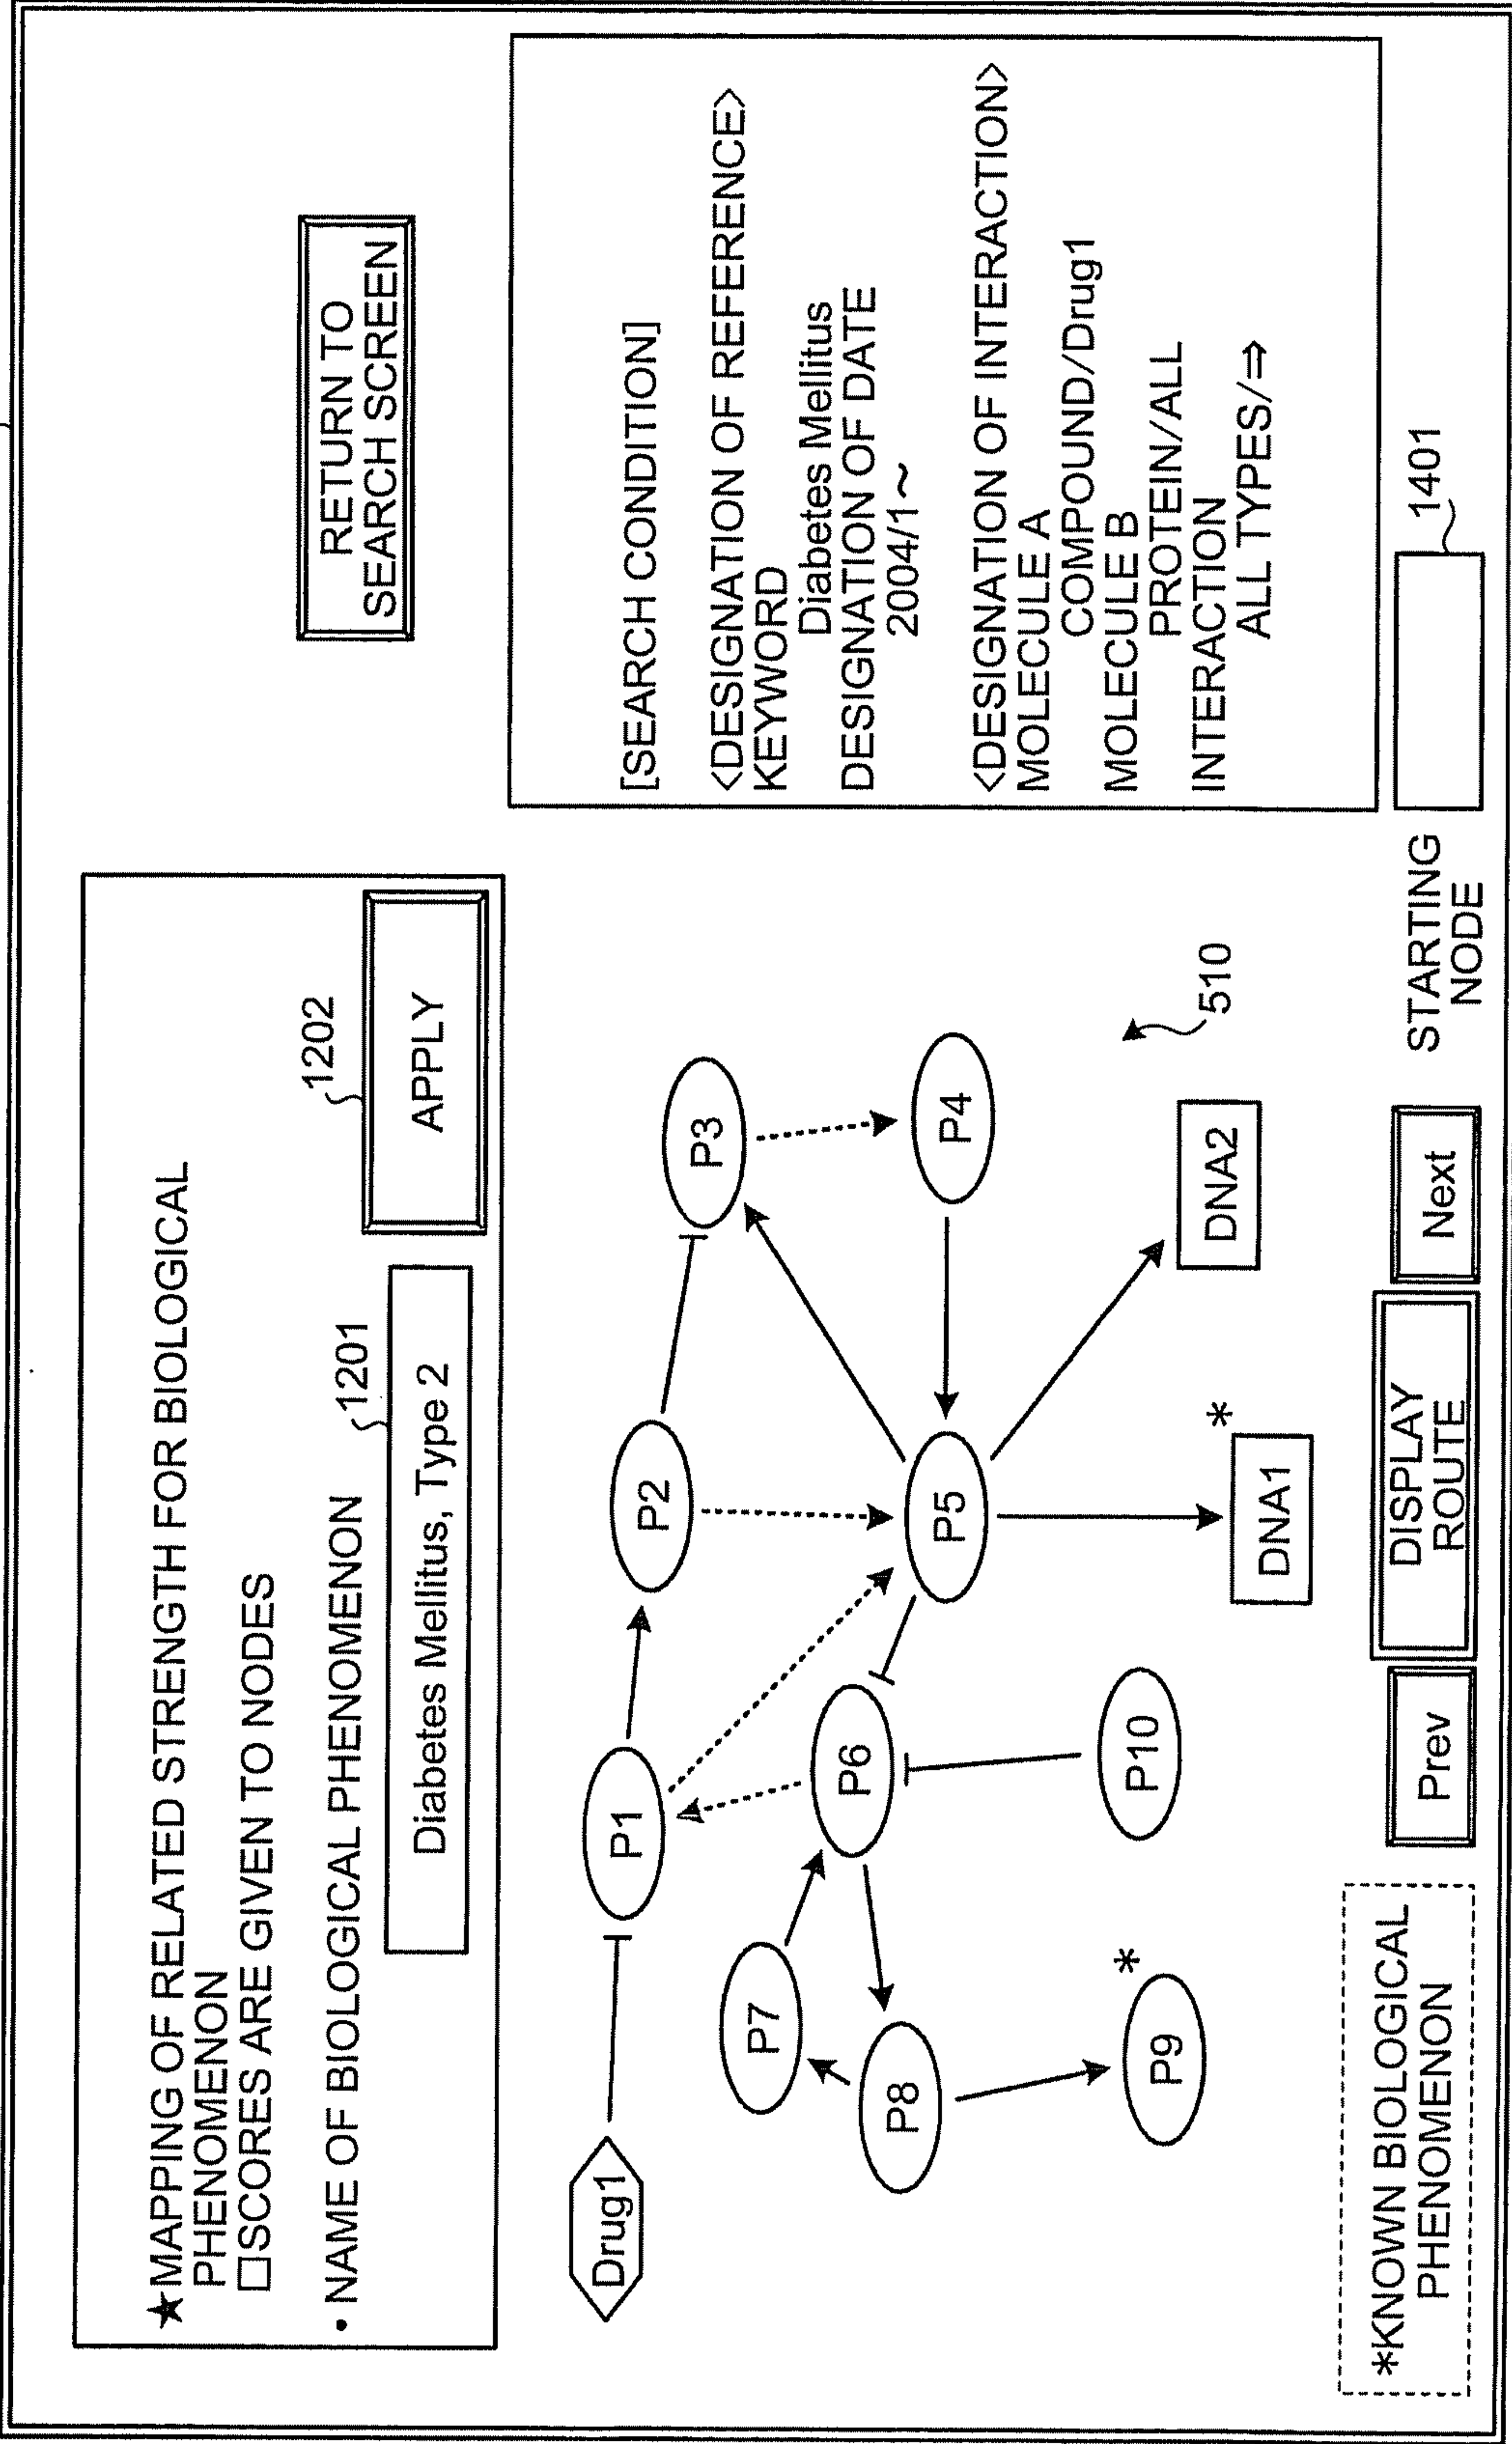 ★MAPPING OF RELATED STRENGTH FOR BIOLOGICAL
PHENOMENON
□SCORES ARE GIVEN TO NODES
• NAME OF BIOLOGICAL PHENOMENON
1201
Diabetes Mellitus, Type 2
1202
APPLY
RETURN TO
SEARCH SCREEN
Drug1
P1
P2
P3
P7
P6
P8
P5
P4
P9
*
P10
DNA1
*
DNA2
510
[SEARCH CONDITION]
<DESIGNATION OF REFERENCE>
KEYWORD
Diabetes Mellitus
DESIGNATION OF DATE
2004/1~
<DESIGNATION OF INTERACTION>
MOLECULE A
COMPOUND/Drug1
MOLECULE B
PROTEIN/ALL
INTERACTION
ALL TYPES/⇒
*KNOWN BIOLOGICAL
PHENOMENON
Prev
DISPLAY
ROUTE
Next
STARTING
NODE
1401